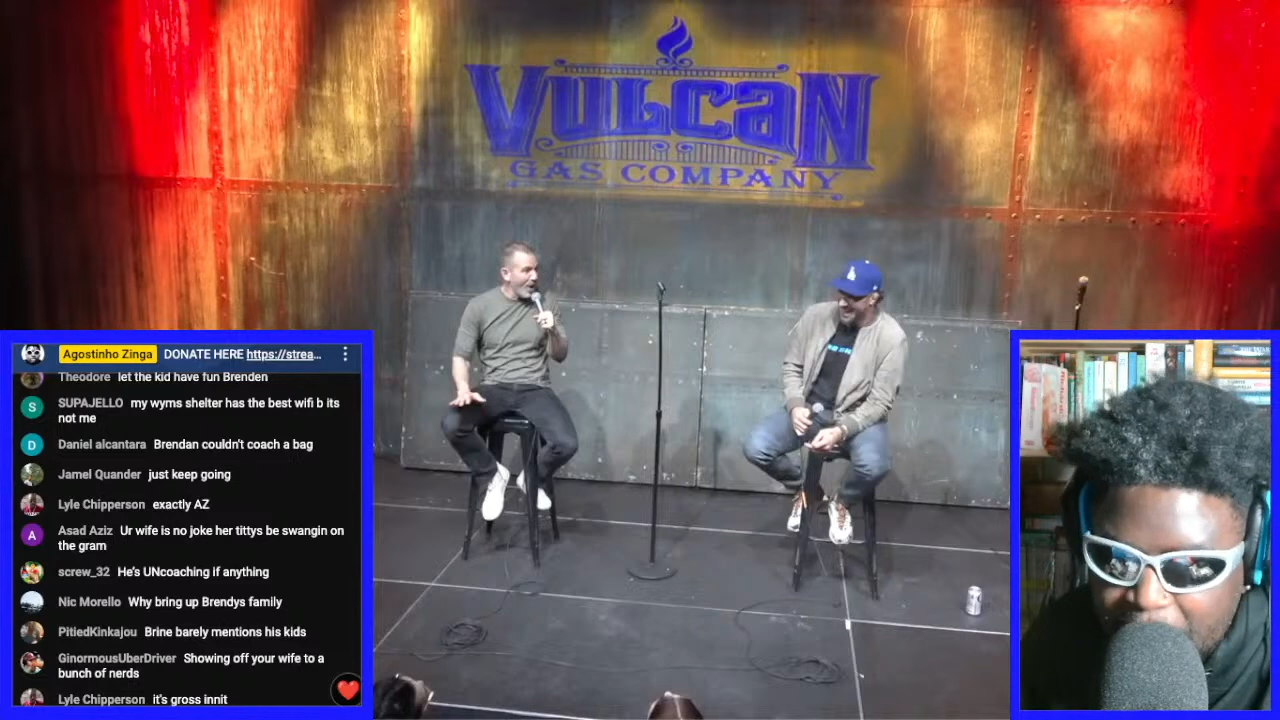 VULCAN
GAS COMPANY
Agostinho Zinga DONATE HERE https://strea...
Theodore let the kid have fun Brenden
S
SUPAJELLO my wyms shelter has the best wifi b its
not me
D
Daniel alcantara Brendan couldn't coach a bag
Jamel Quander just keep going
Lyle Chipperson exactly AZ
A
Asad Aziz Ur wife is no joke her tittys be swangin on
the gram
screw_32 He's UNcoaching if anything
Nic Morello Why bring up Brendys family
PitiedKinkajou Brine barely mentions his kids
GinormousUberDriver Showing off your wife to a
bunch of nerds
Lyle Chipperson it's gross innit